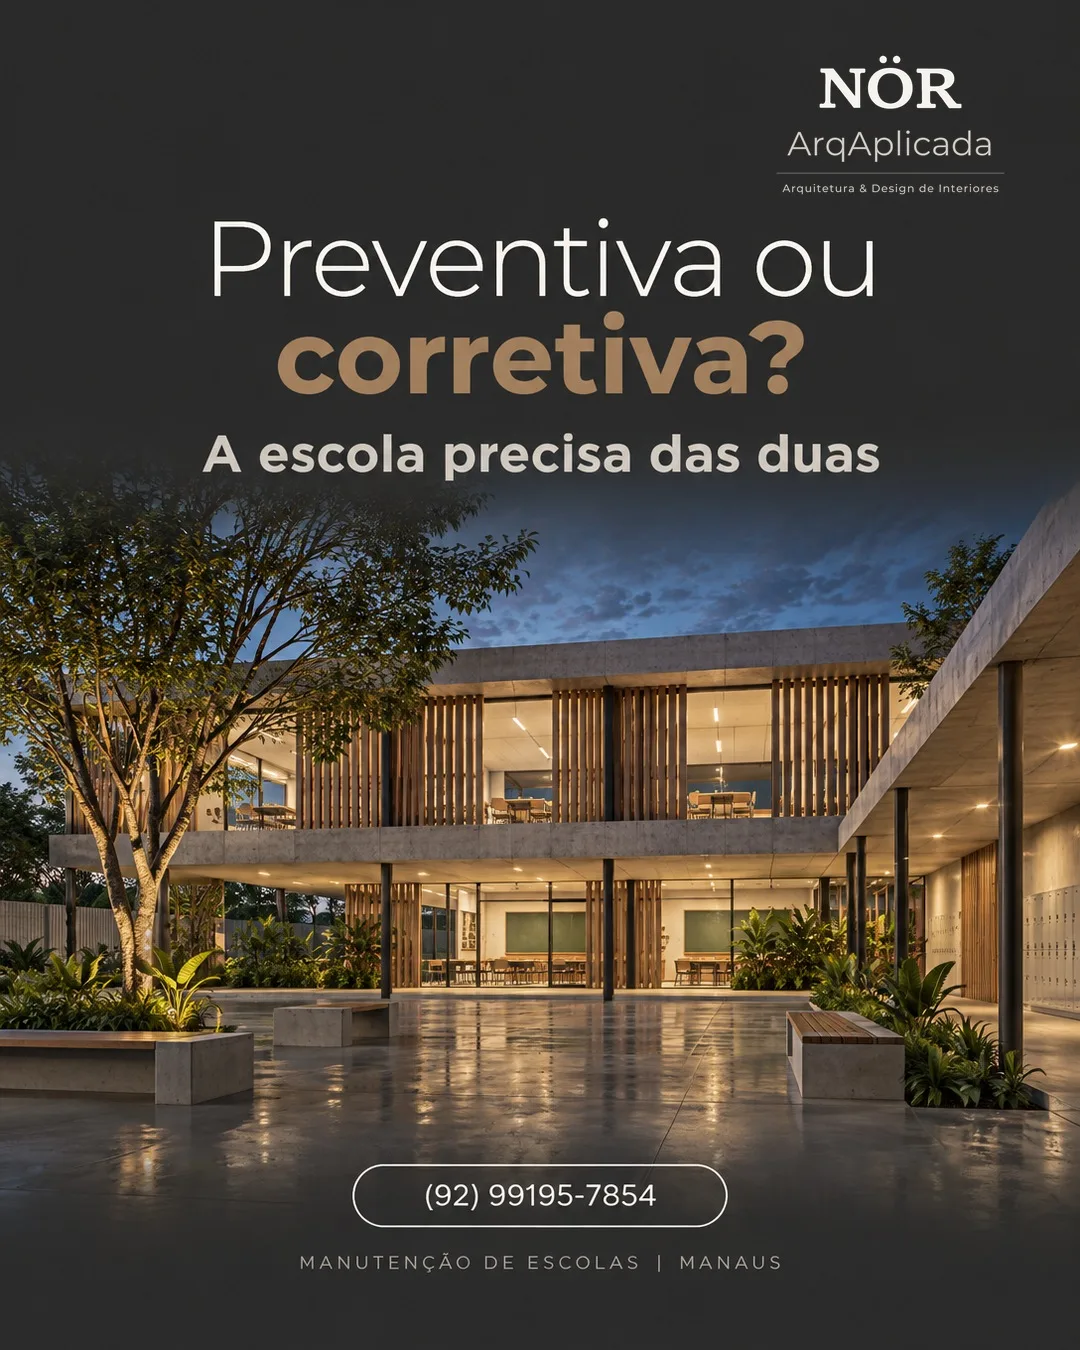 NÖR
ArqAplicada
Arquitetura & Design de Interiores
Preventiva ou
corretiva?
A escola precisa das duas
(92) 99195-7854
MANUTENÇÃO DE ESCOLAS | MANAUS